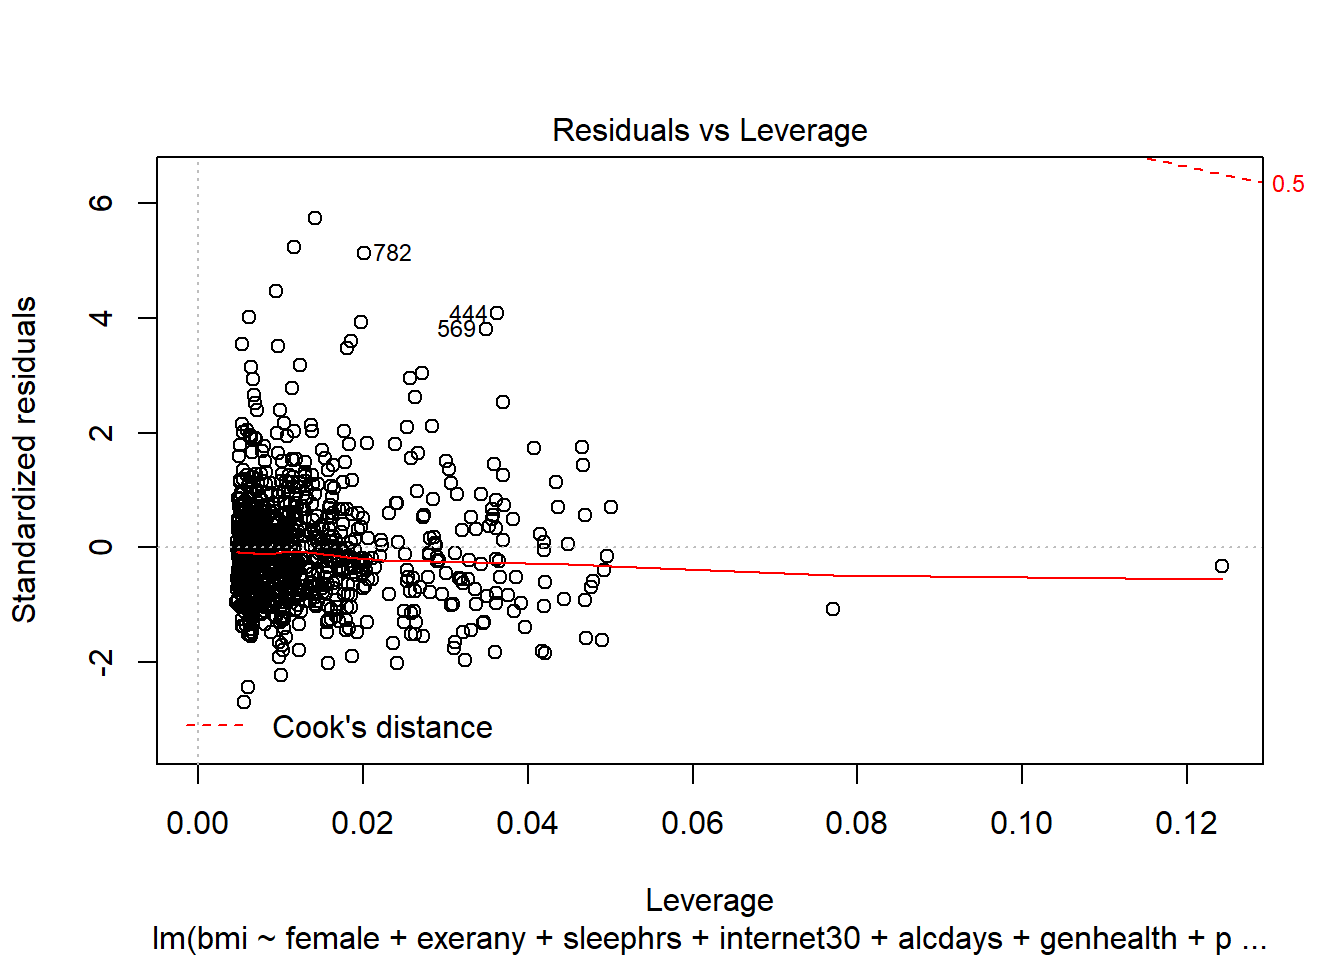 Residuals vs Leverage
Standardized residuals
6
4
2
0
-2
0.5
782
444
569
Cook's distance
0.00 0.02 0.04 0.06 0.08 0.10 0.12
Leverage
lm(bmi ~ female + exerany + sleephrs + internet30 + alcdays + genhealth + p ...